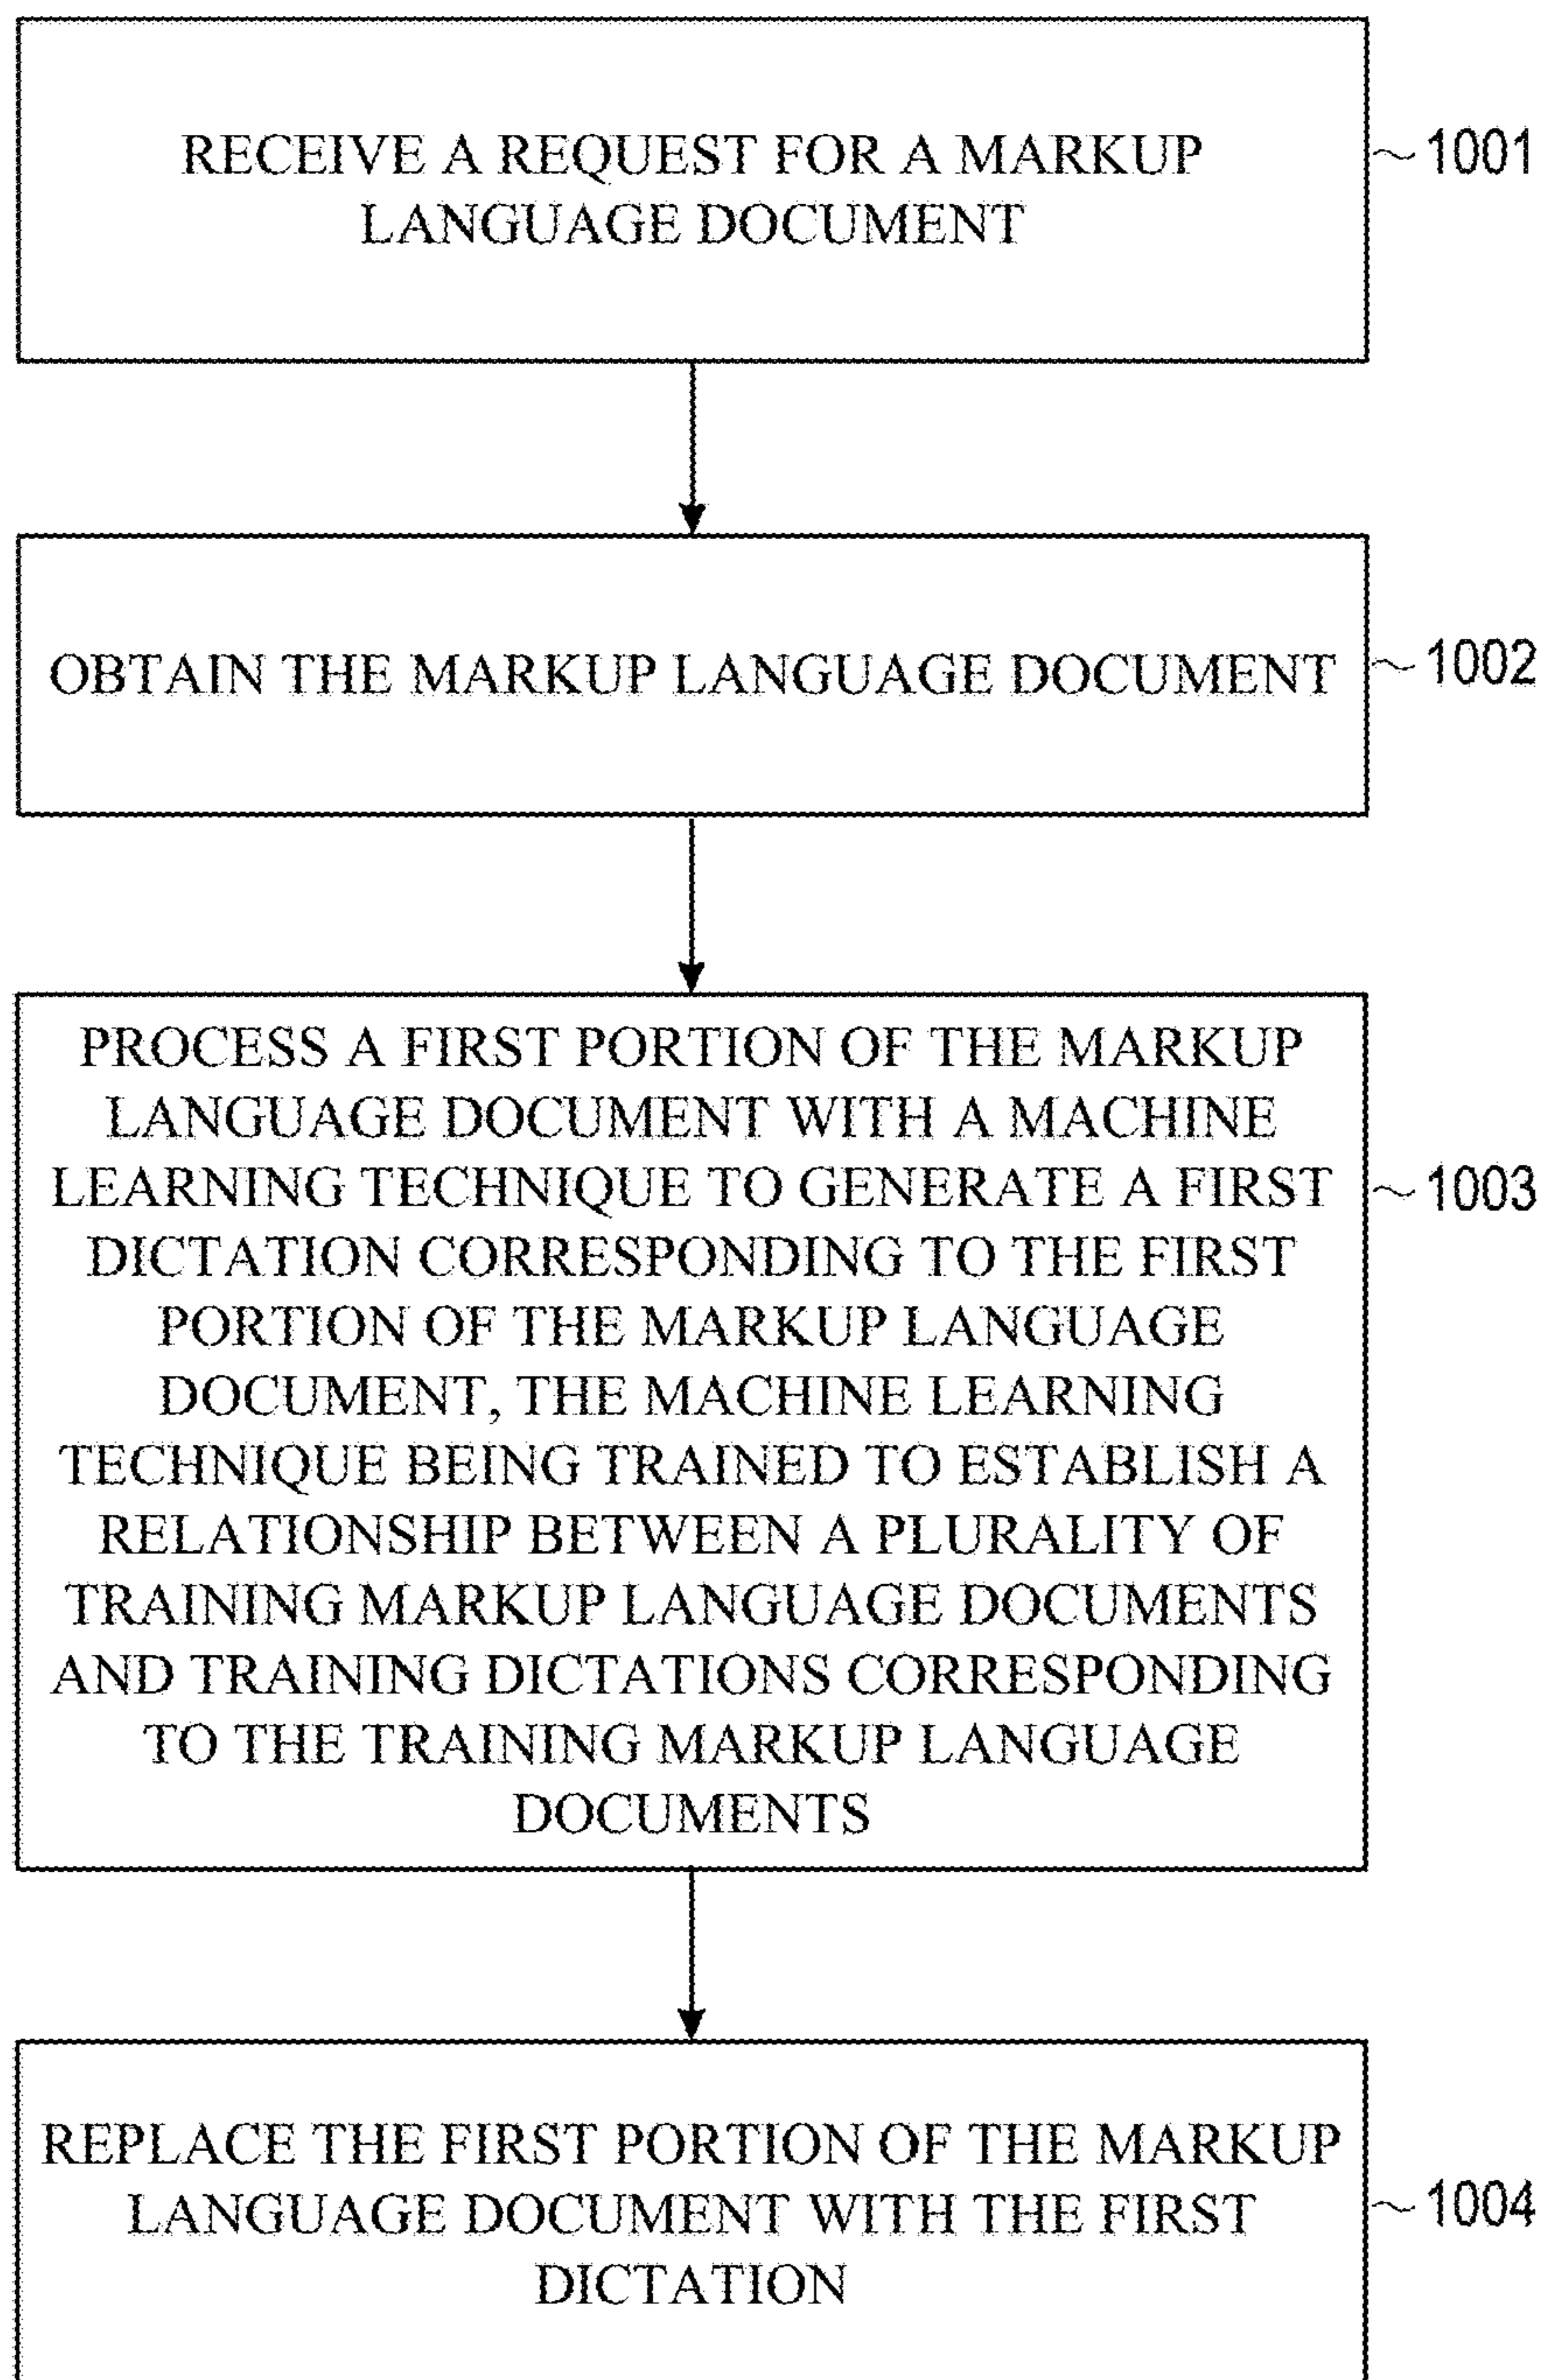 RECEIVE A REQUEST FOR A MARKUP
LANGUAGE DOCUMENT
~1001
OBTAIN THE MARKUP LANGUAGE DOCUMENT
~1002
PROCESS A FIRST PORTION OF THE MARKUP
LANGUAGE DOCUMENT WITH A MACHINE
LEARNING TECHNIQUE TO GENERATE A FIRST
DICTATION CORRESPONDING TO THE FIRST
PORTION OF THE MARKUP LANGUAGE
DOCUMENT, THE MACHINE LEARNING
TECHNIQUE BEING TRAINED TO ESTABLISH A
RELATIONSHIP BETWEEN A PLURALITY OF
TRAINING MARKUP LANGUAGE DOCUMENTS
AND TRAINING DICTATIONS CORRESPONDING
TO THE TRAINING MARKUP LANGUAGE
DOCUMENTS
~1003
REPLACE THE FIRST PORTION OF THE MARKUP
LANGUAGE DOCUMENT WITH THE FIRST
DICTATION
~1004